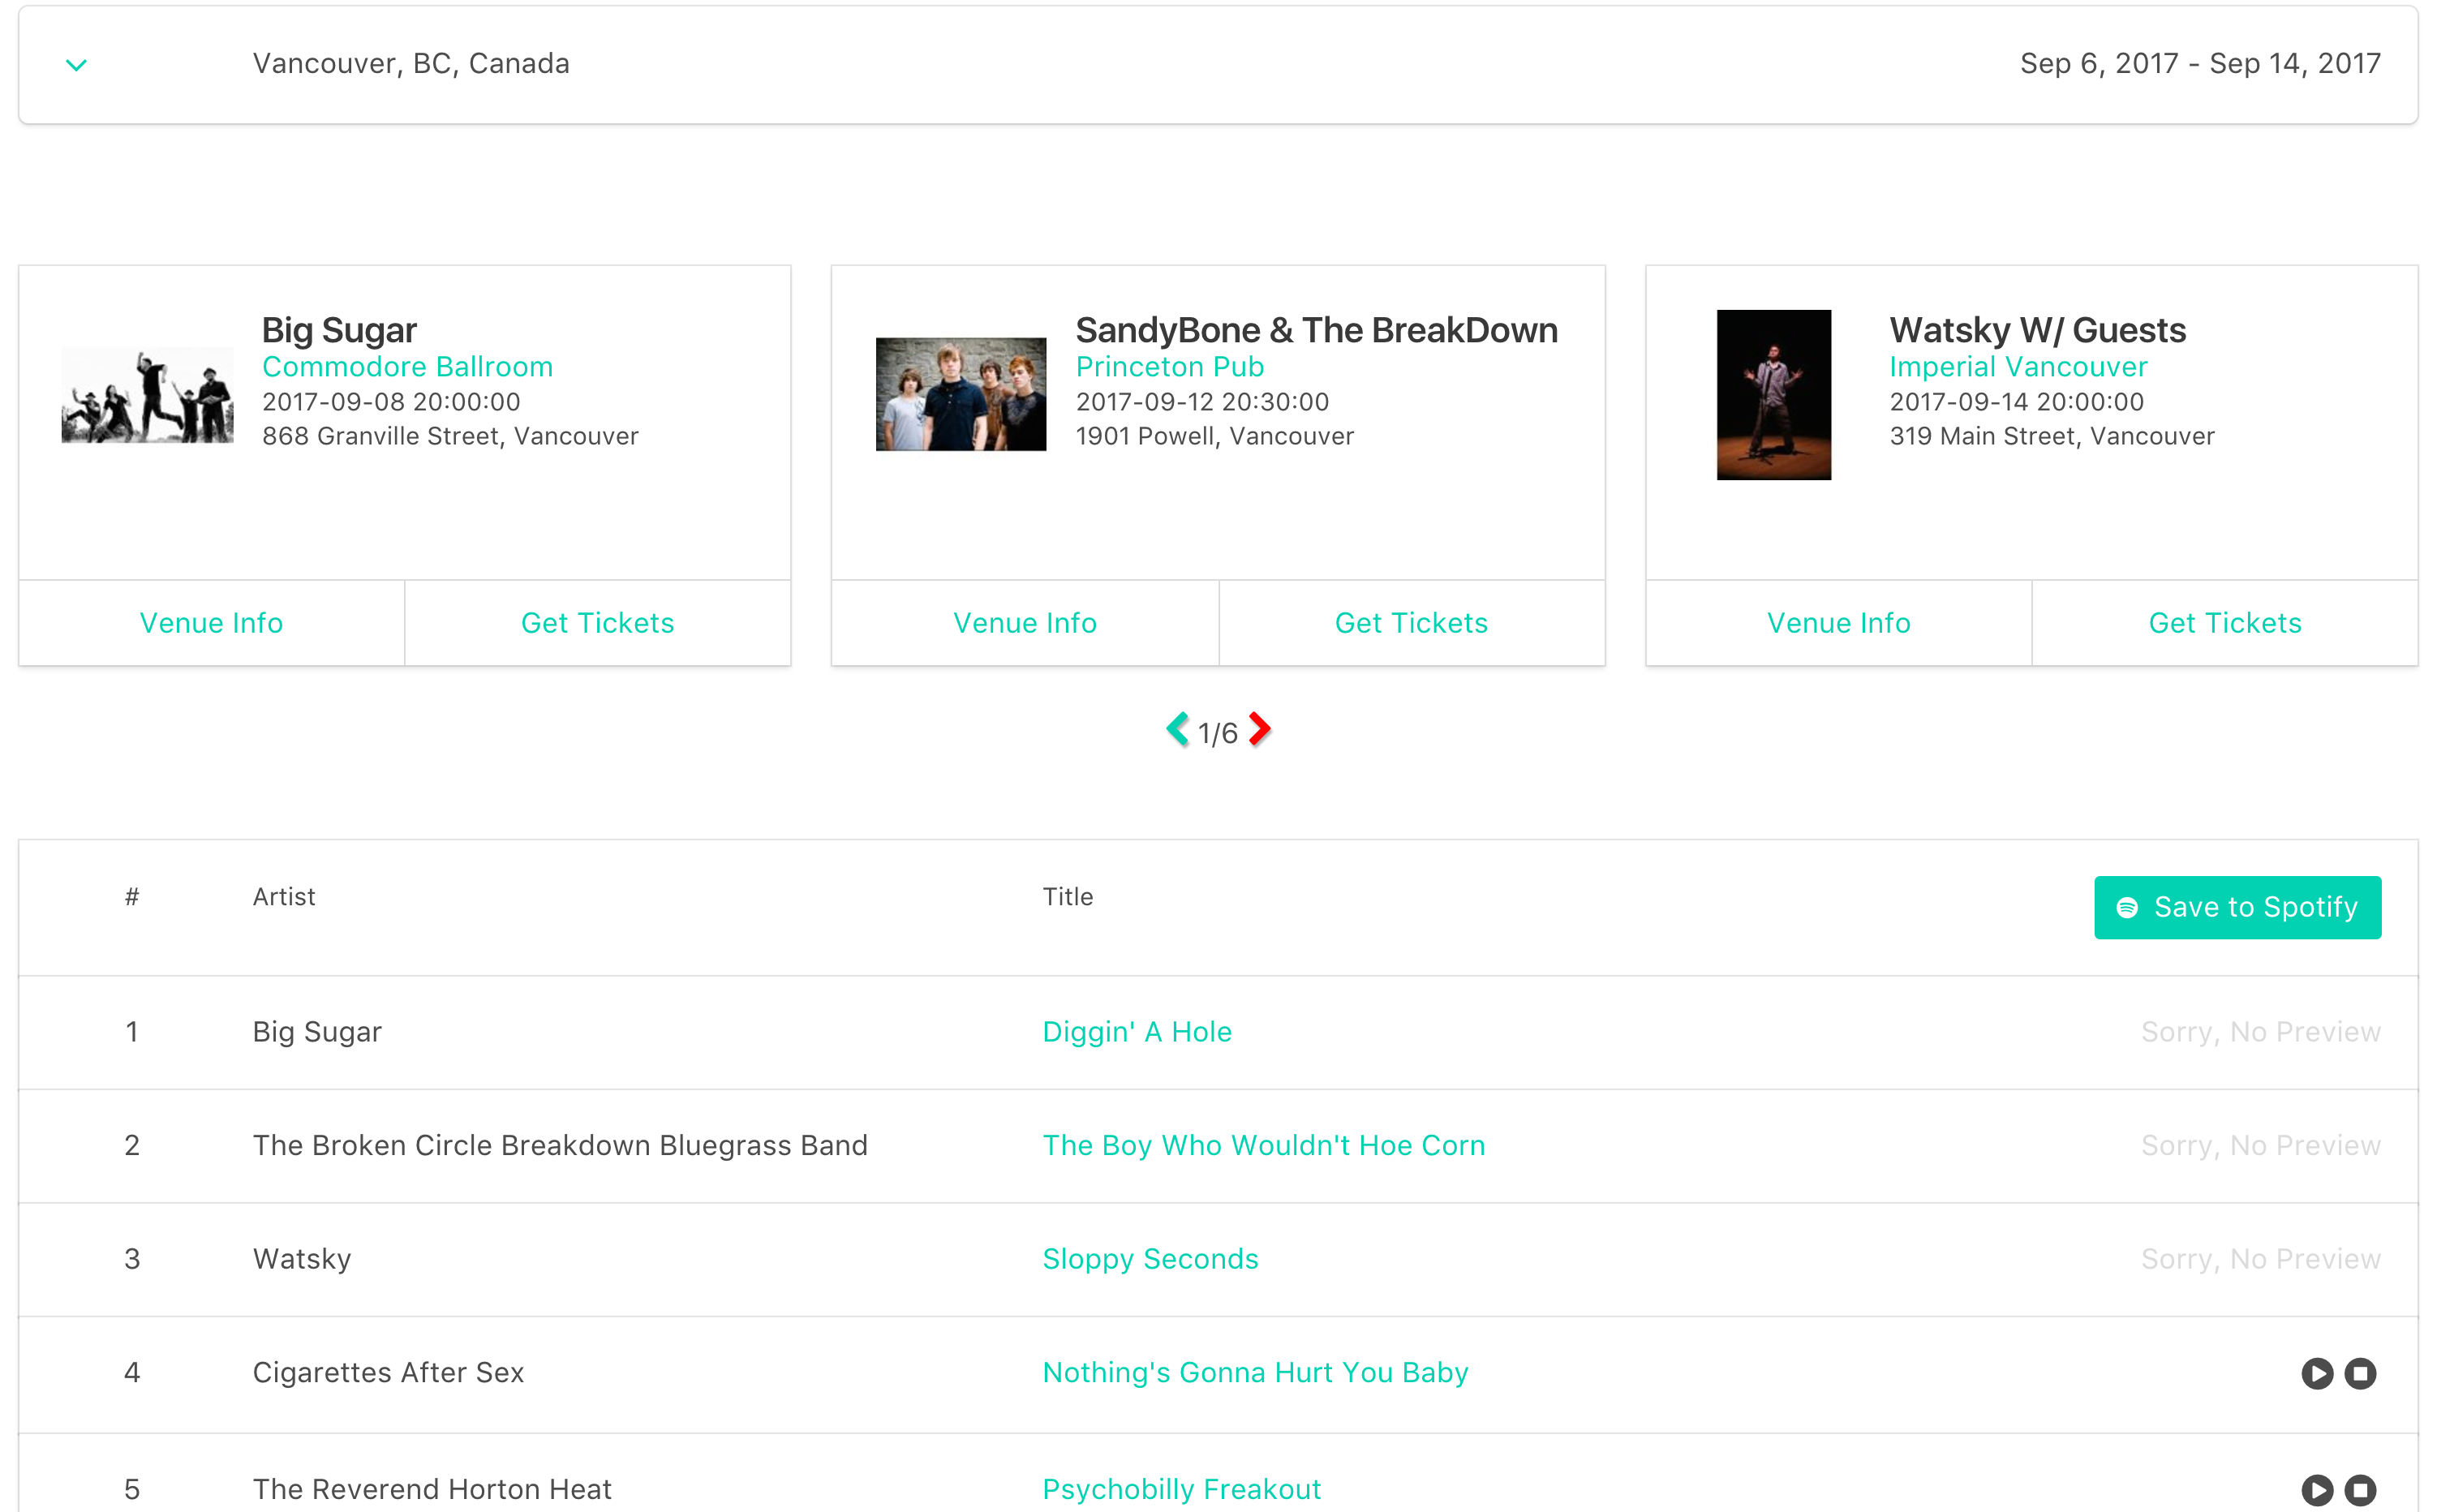 Vancouver, BC, Canada
Sep 6, 2017 - Sep 14, 2017
Big Sugar
Commodore Ballroom
2017-09-08 20:00:00
868 Granville Street, Vancouver
Venue Info
Get Tickets
SandyBone & The BreakDown
Princeton Pub
2017-09-12 20:30:00
1901 Powell, Vancouver
Venue Info
Get Tickets
Watsky W/ Guests
Imperial Vancouver
2017-09-14 20:00:00
319 Main Street, Vancouver
Venue Info
Get Tickets
1/6
# Artist Title Save to Spotify
1 Big Sugar Diggin' A Hole Sorry, No Preview
2 The Broken Circle Breakdown Bluegrass Band The Boy Who Wouldn't Hoe Corn Sorry, No Preview
3 Watsky Sloppy Seconds Sorry, No Preview
4 Cigarettes After Sex Nothing's Gonna Hurt You Baby
5 The Reverend Horton Heat Psychobilly Freakout